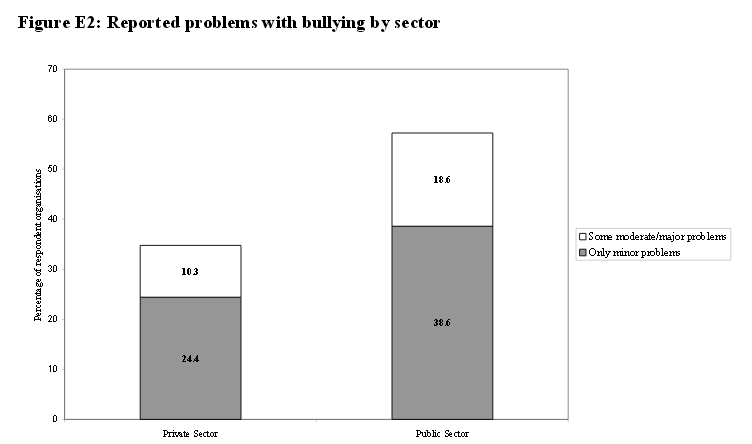 Figure E2: Reported problems with bullying by sector
70
60
50
40
30
20
10
0
Percentage of respondent organisations
10.3
24.4
18.6
38.6
Private Sector
Public Sector
Some moderate/major problems
Only minor problems